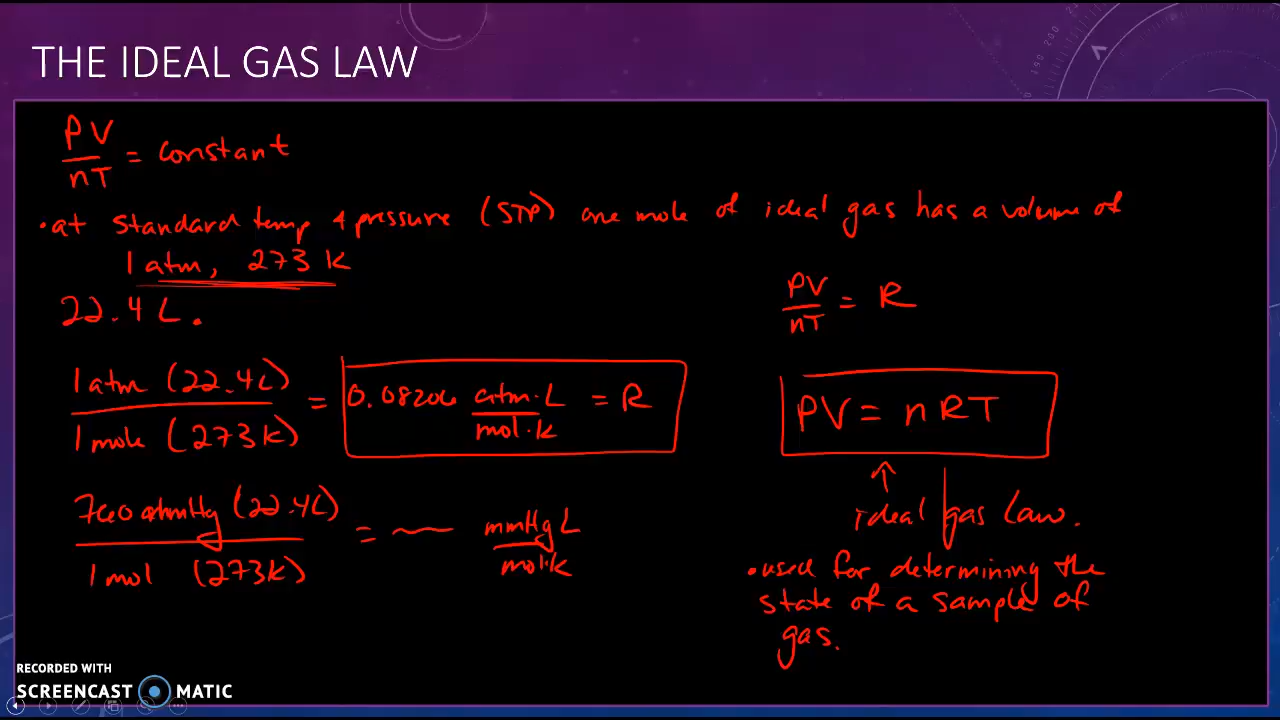 THE IDEAL GAS LAW
PV
nT
= constant
• at standard temp & pressure (STP) one mole of ideal gas has a volume of
1 atm, 273 K
22.4 L.
PV
nT
= R
1 atm (22.4L)
1 mole (273K)
= 0.08206 atm·L
mol·K
= R
PV = nRT
ideal gas law.
760 mmHg (22.4L)
1 mol (273K)
= mmHg L
mol·K
• used for determining the
state of a sample of
gas.
RECORDED WITH
SCREENCAST MATIC